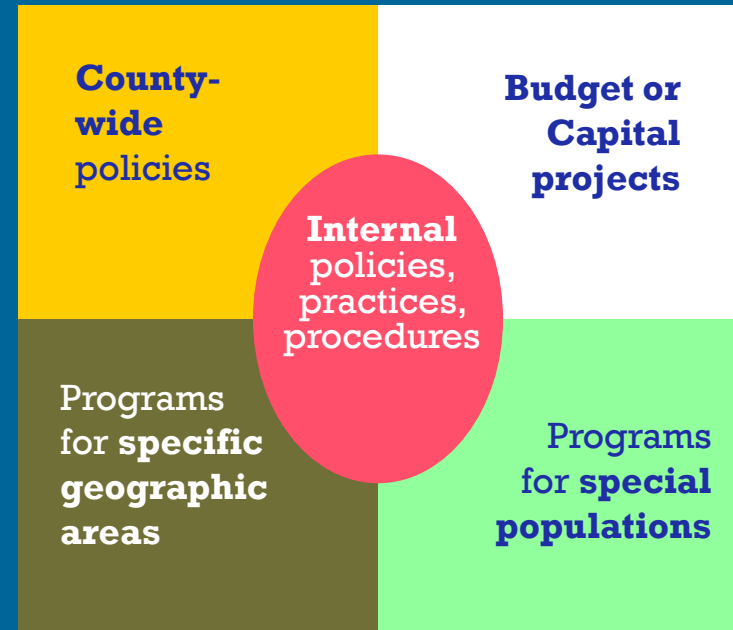 County-
wide
policies
Budget or
Capital
projects
Internal
policies,
practices,
procedures
Programs
for specific
geographic
areas
Programs
for special
populations